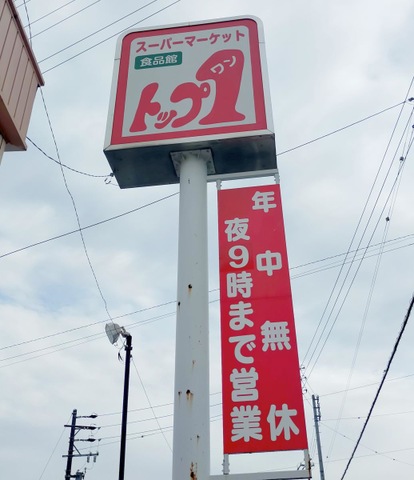 スーパーマーケット
食品館
トップ1
ワン
年中無休
夜9時まで営業